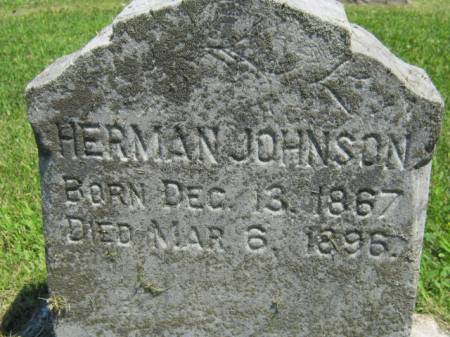 HERMAN JOHNSON
BORN DEC. 13, 1867
DIED MAR 6, 1896.